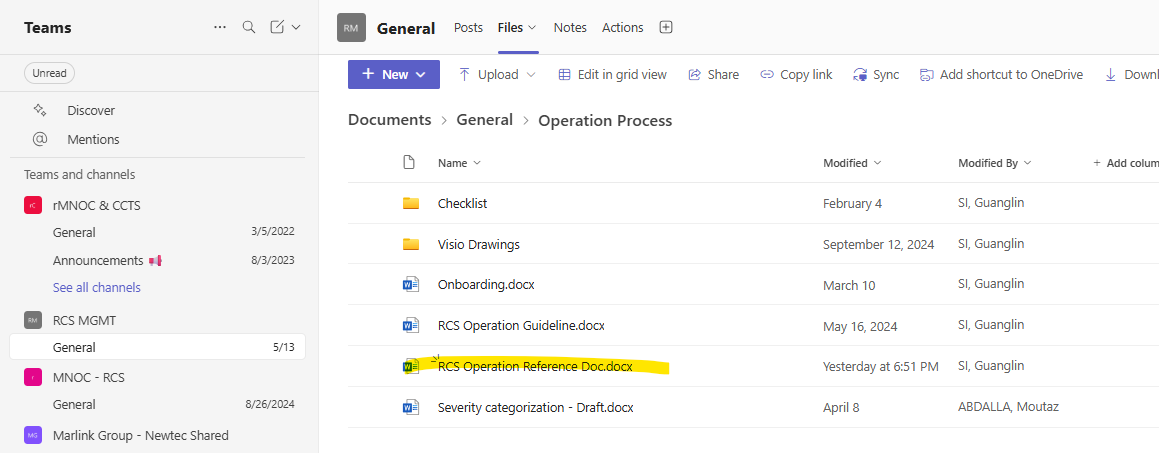 Teams
Unread
Discover
Mentions
Teams and channels
rC rMNOC & CCTS
General 3/5/2022
Announcements 8/3/2023
See all channels
RM RCS MGMT
General 5/13
r MNOC - RCS
General 8/26/2024
MG Marlink Group - Newtec Shared
RM General Posts Files Notes Actions
+ New Upload Edit in grid view Share Copy link Sync Add shortcut to OneDrive Downl
Documents > General > Operation Process
Name Modified Modified By + Add colum
Checklist February 4 SI, Guanglin
Visio Drawings September 12, 2024 SI, Guanglin
Onboarding.docx March 10 SI, Guanglin
RCS Operation Guideline.docx May 16, 2024 SI, Guanglin
RCS Operation Reference Doc.docx Yesterday at 6:51 PM SI, Guanglin
Severity categorization - Draft.docx April 8 ABDALLA, Moutaz